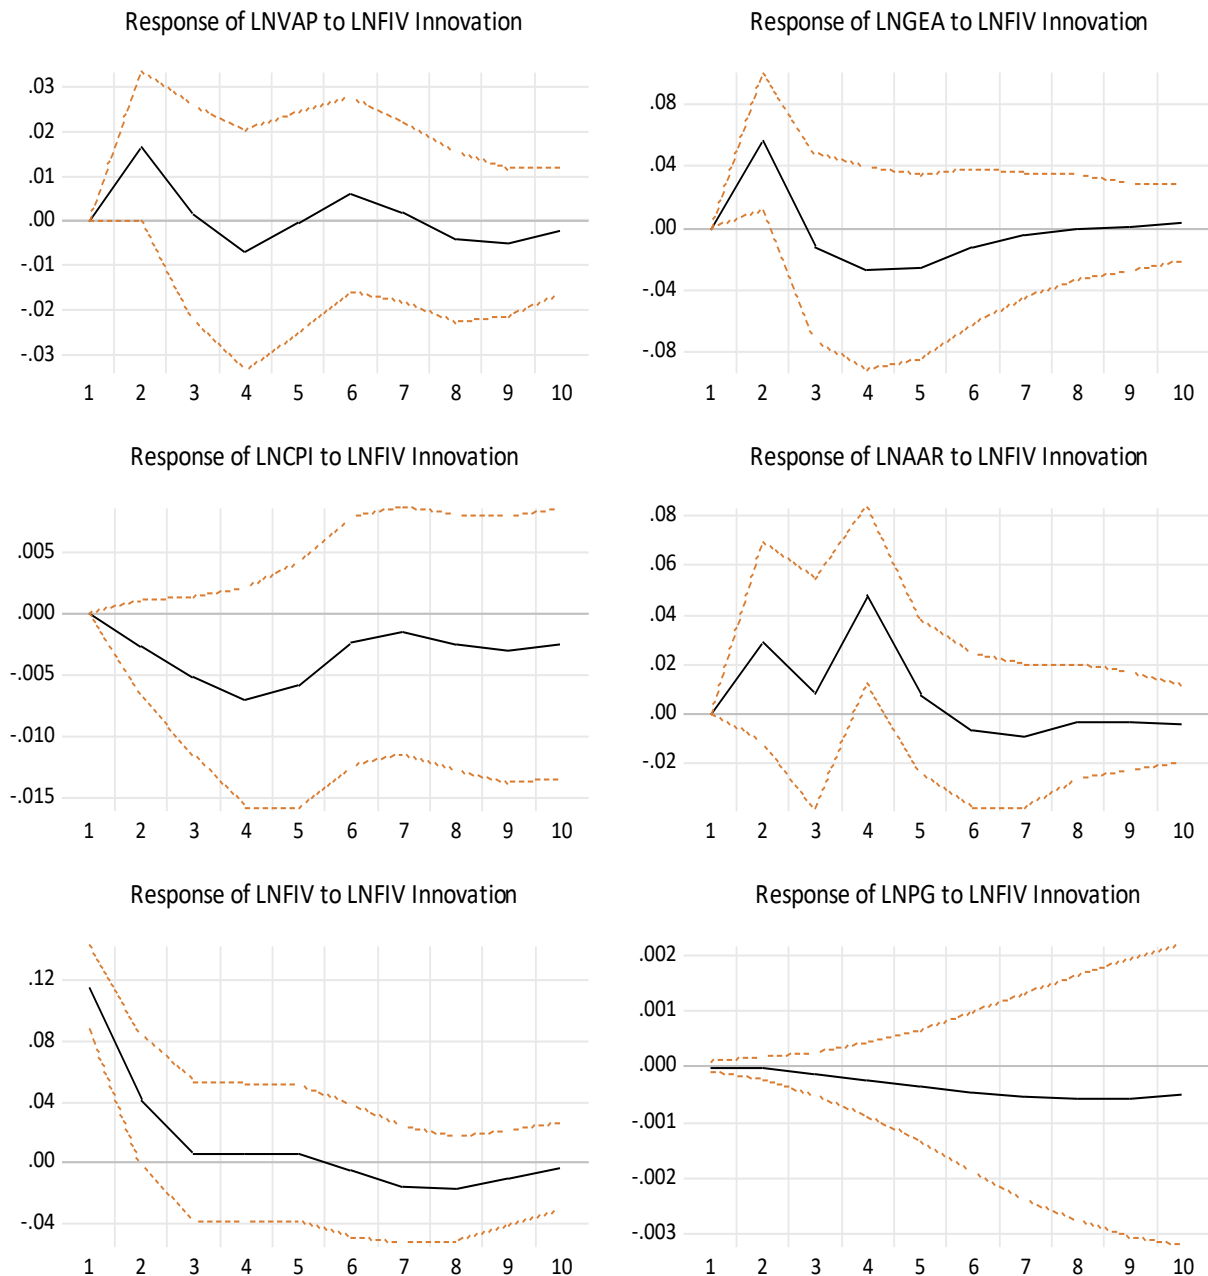 Response of LNVAP to LNFIV Innovation
.03
.02
.01
.00
-.01
-.02
-.03
1 2 3 4 5 6 7 8 9 10
Response of LNGEA to LNFIV Innovation
.08
.04
.00
-.04
-.08
1 2 3 4 5 6 7 8 9 10
Response of LNCPI to LNFIV Innovation
.005
.000
-.005
-.010
-.015
1 2 3 4 5 6 7 8 9 10
Response of LNAAR to LNFIV Innovation
.08
.06
.04
.02
.00
-.02
1 2 3 4 5 6 7 8 9 10
Response of LNFIV to LNFIV Innovation
.12
.08
.04
.00
-.04
1 2 3 4 5 6 7 8 9 10
Response of LNPG to LNFIV Innovation
.002
.001
.000
-.001
-.002
-.003
1 2 3 4 5 6 7 8 9 10